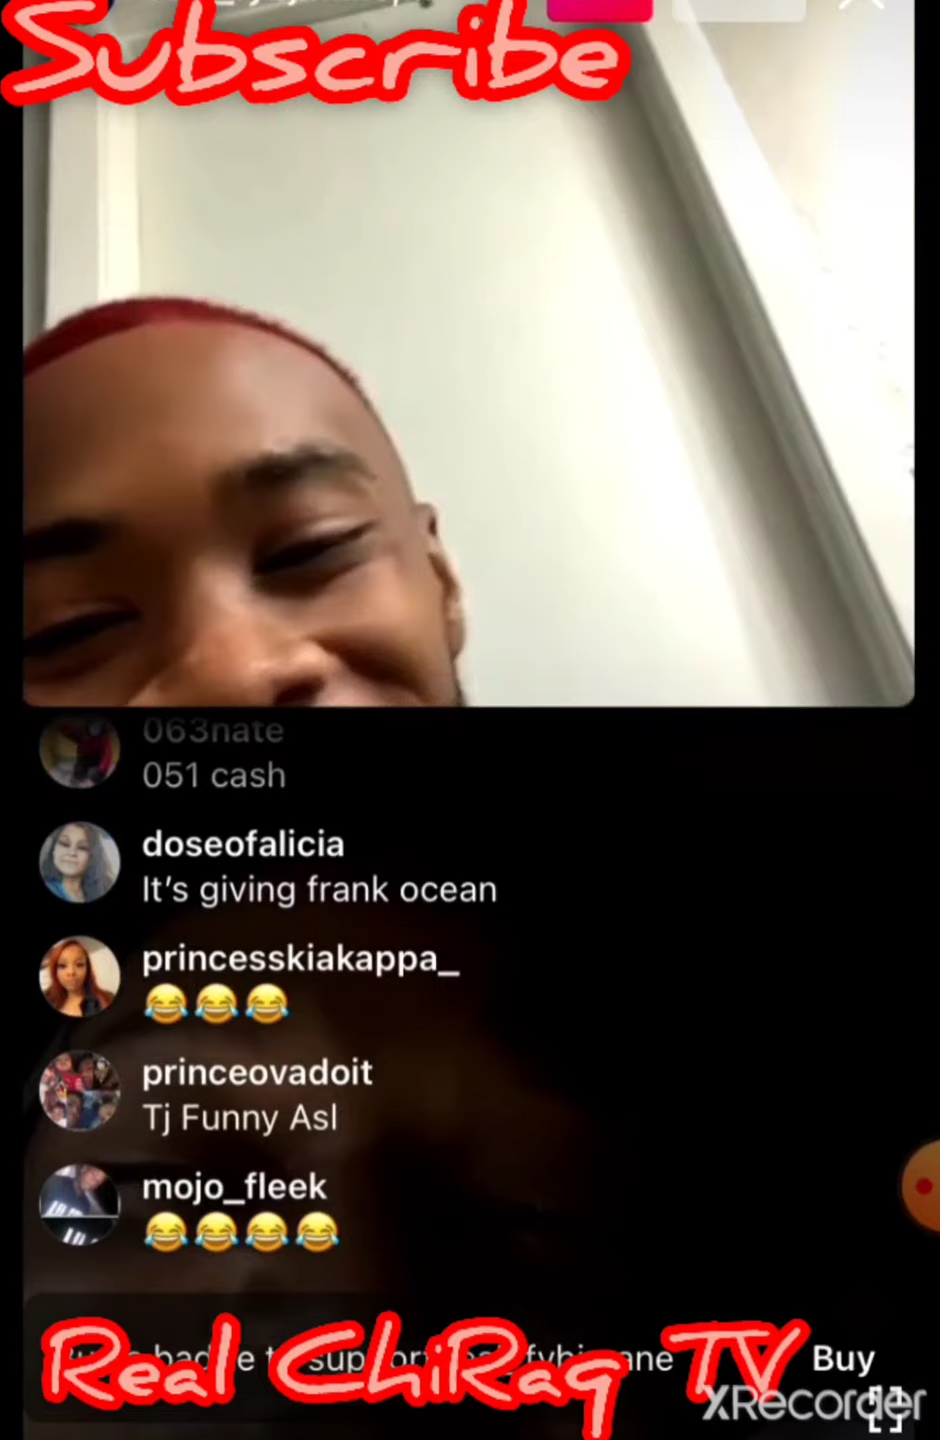 Subscribe
063nate
051 cash
doseofalicia
It's giving frank ocean
princesskiakappa_
😂😂😂
princeovadoit
Tj Funny Asl
mojo_fleek
😂😂😂😂
Real ChiRaq TV
Buy
XRecorder